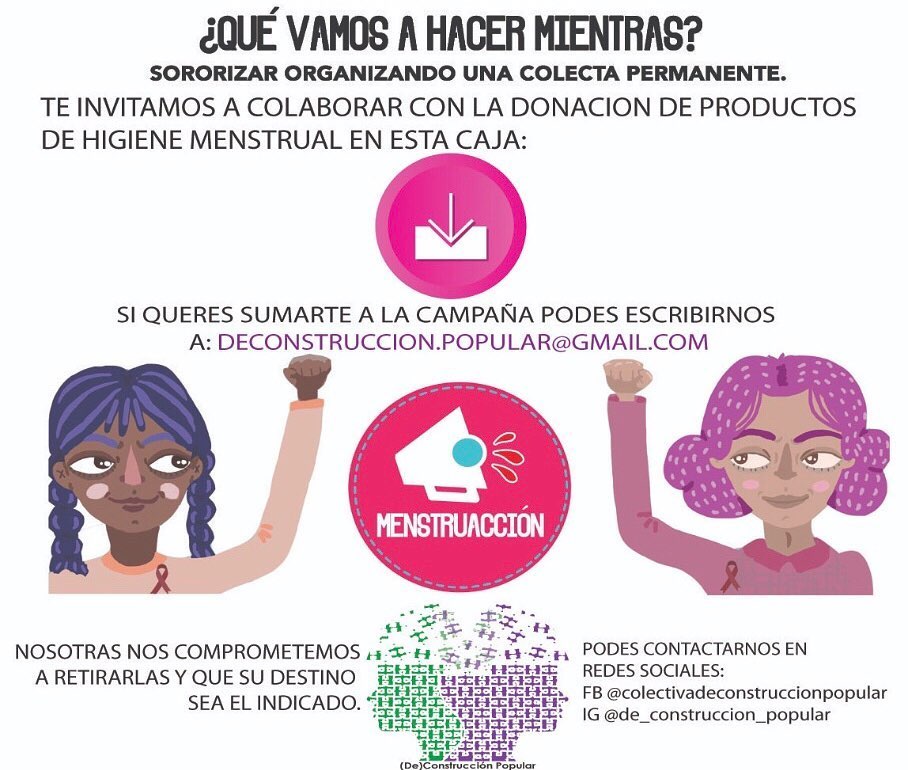 ¿QUÉ VAMOS A HACER MIENTRAS?
SORORIZAR ORGANIZANDO UNA COLECTA PERMANENTE.
TE INVITAMOS A COLABORAR CON LA DONACION DE PRODUCTOS
DE HIGIENE MENSTRUAL EN ESTA CAJA:
SI QUERES SUMARTE A LA CAMPAÑA PODES ESCRIBIRNOS
A: DECONSTRUCCION.POPULAR@GMAIL.COM
MENSTRUACCIÓN
NOSOTRAS NOS COMPROMETEMOS
A RETIRARLAS Y QUE SU DESTINO
SEA EL INDICADO.
PODES CONTACTARNOS EN
REDES SOCIALES:
FB @colectivadeconstruccionpopular
IG @de_construccion_popular
(De)Construcción Popular